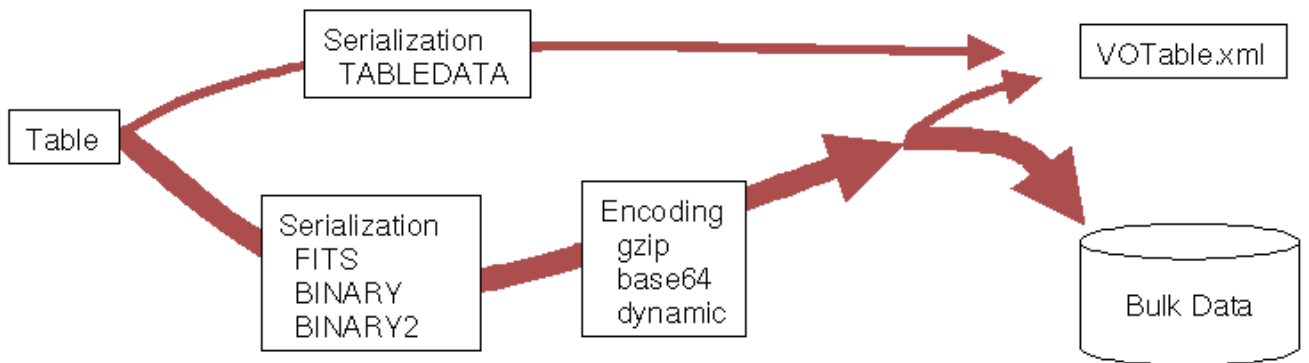 Serialization
TABLEDATA
VOTable.xml
Table
Serialization
FITS
BINARY
BINARY2
Encoding
gzip
base64
dynamic
Bulk Data